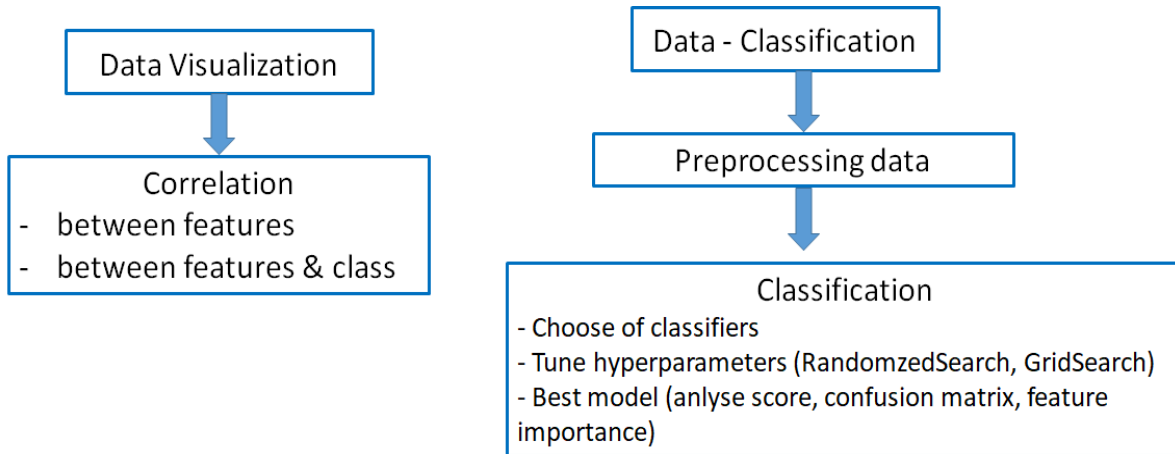 Data Visualization
Correlation
- between features
- between features & class
Data - Classification
Preprocessing data
Classification
- Choose of classifiers
- Tune hyperparameters (RandomzedSearch, GridSearch)
- Best model (anlyse score, confusion matrix, feature
importance)